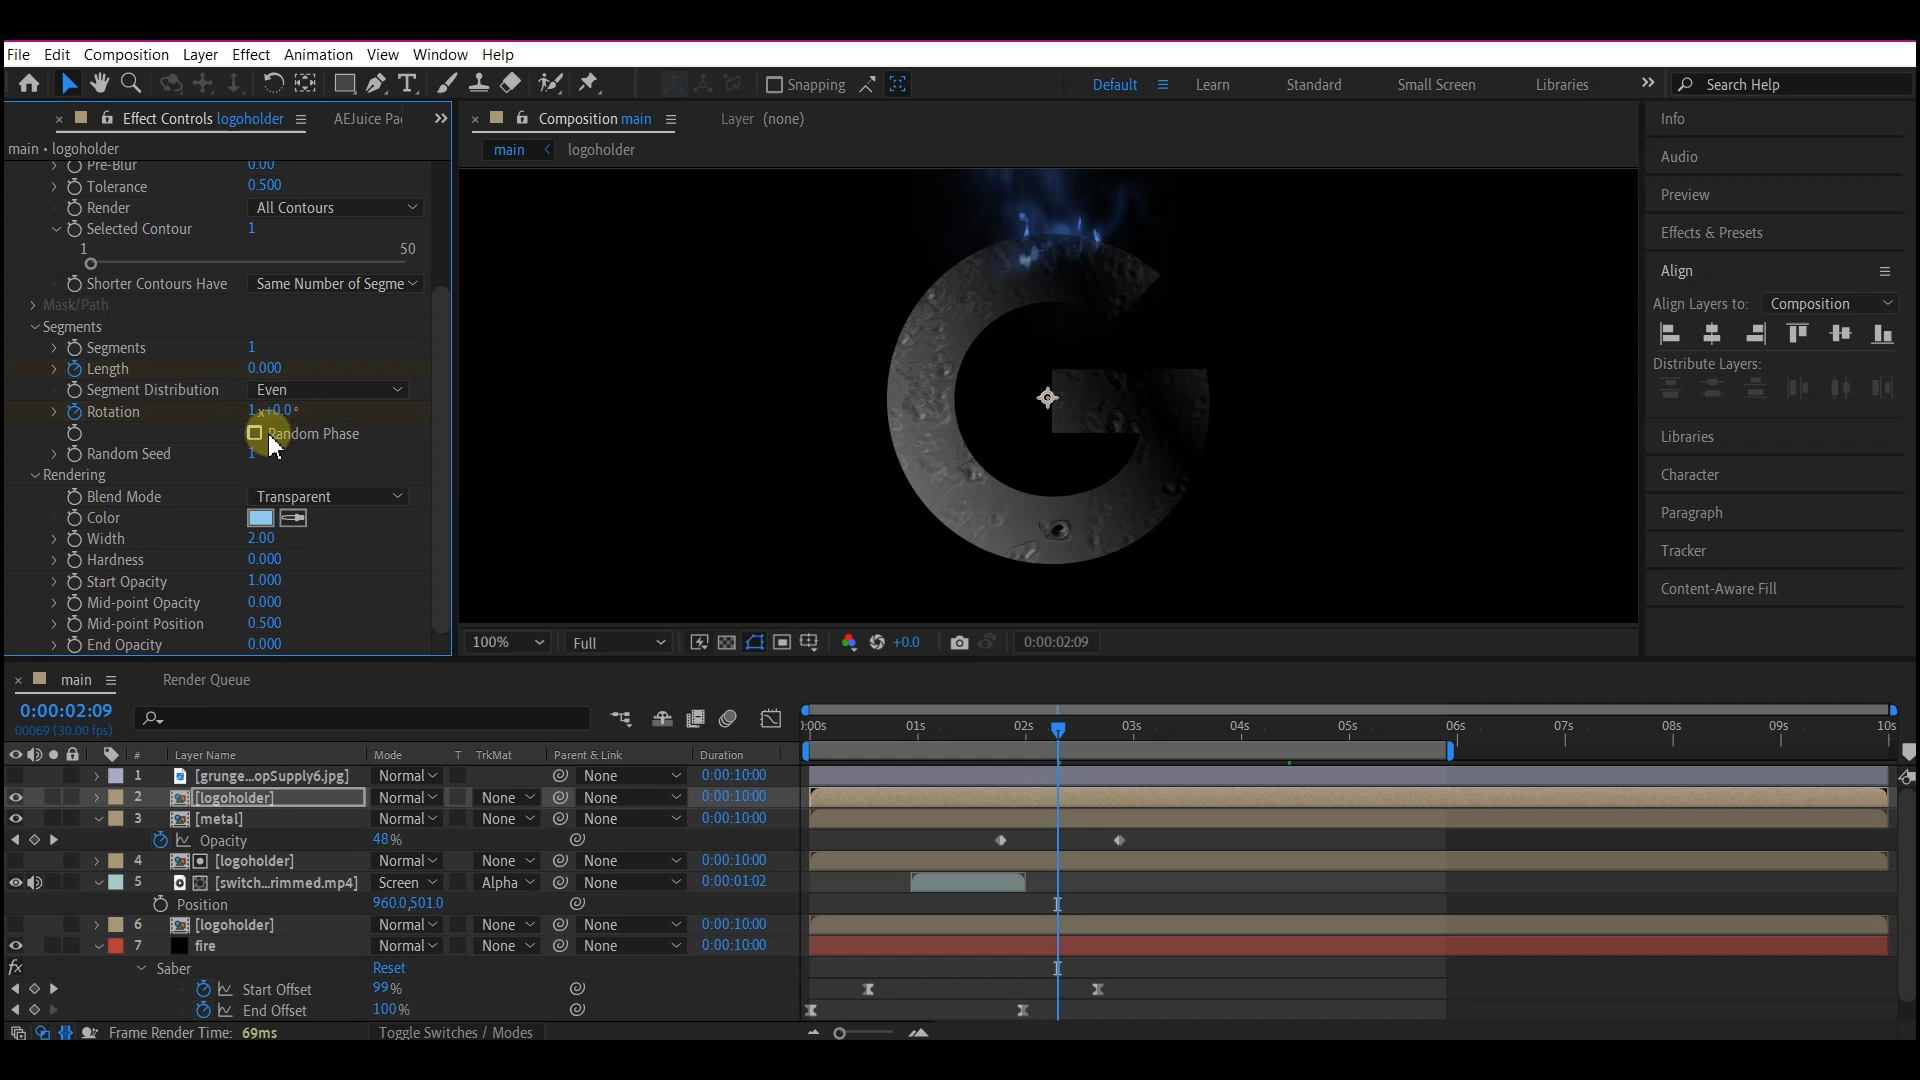 File Edit Composition Layer Effect Animation View Window Help
Snapping Default Learn Standard Small Screen Libraries Search Help
Effect Controls logoholder AEJuice Pac
Composition main Layer (none)
main • logoholder
main logoholder
Pre-Blur 0.00
Tolerance 0.500
Render All Contours
Selected Contour 1
1 50
Shorter Contours Have Same Number of Segme
Mask/Path
Segments
Segments 1
Length 0.000
Segment Distribution Even
Rotation 1x+0.0°
Random Phase
Random Seed 1
Rendering
Blend Mode Transparent
Color
Width 2.00
Hardness 0.000
Start Opacity 1.000
Mid-point Opacity 0.000
Mid-point Position 0.500
End Opacity 0.000
G
100% Full +0.0 0:00:02:09
Info
Audio
Preview
Effects & Presets
Align
Align Layers to: Composition
Distribute Layers:
Libraries
Character
Paragraph
Tracker
Content-Aware Fill
main Render Queue
0:00:02:09
00069 (30.00 fps)
:00s 01s 02s 03s 04s 05s 06s 07s 08s 09s 10s
# Layer Name Mode T TrkMat Parent & Link Duration
1 [grunge...opSupply6.jpg] Normal None 0:00:10:00
2 [logoholder] Normal None None 0:00:10:00
3 [metal] Normal None None 0:00:10:00
Opacity 48%
4 [logoholder] Normal None None 0:00:10:00
5 [switch...rimmed.mp4] Screen Alpha None 0:00:01:02
Position 960.0,501.0
6 [logoholder] Normal None None 0:00:10:00
7 fire Normal None None 0:00:10:00
fx Saber Reset
Start Offset 99%
End Offset 100%
Frame Render Time: 69ms Toggle Switches / Modes